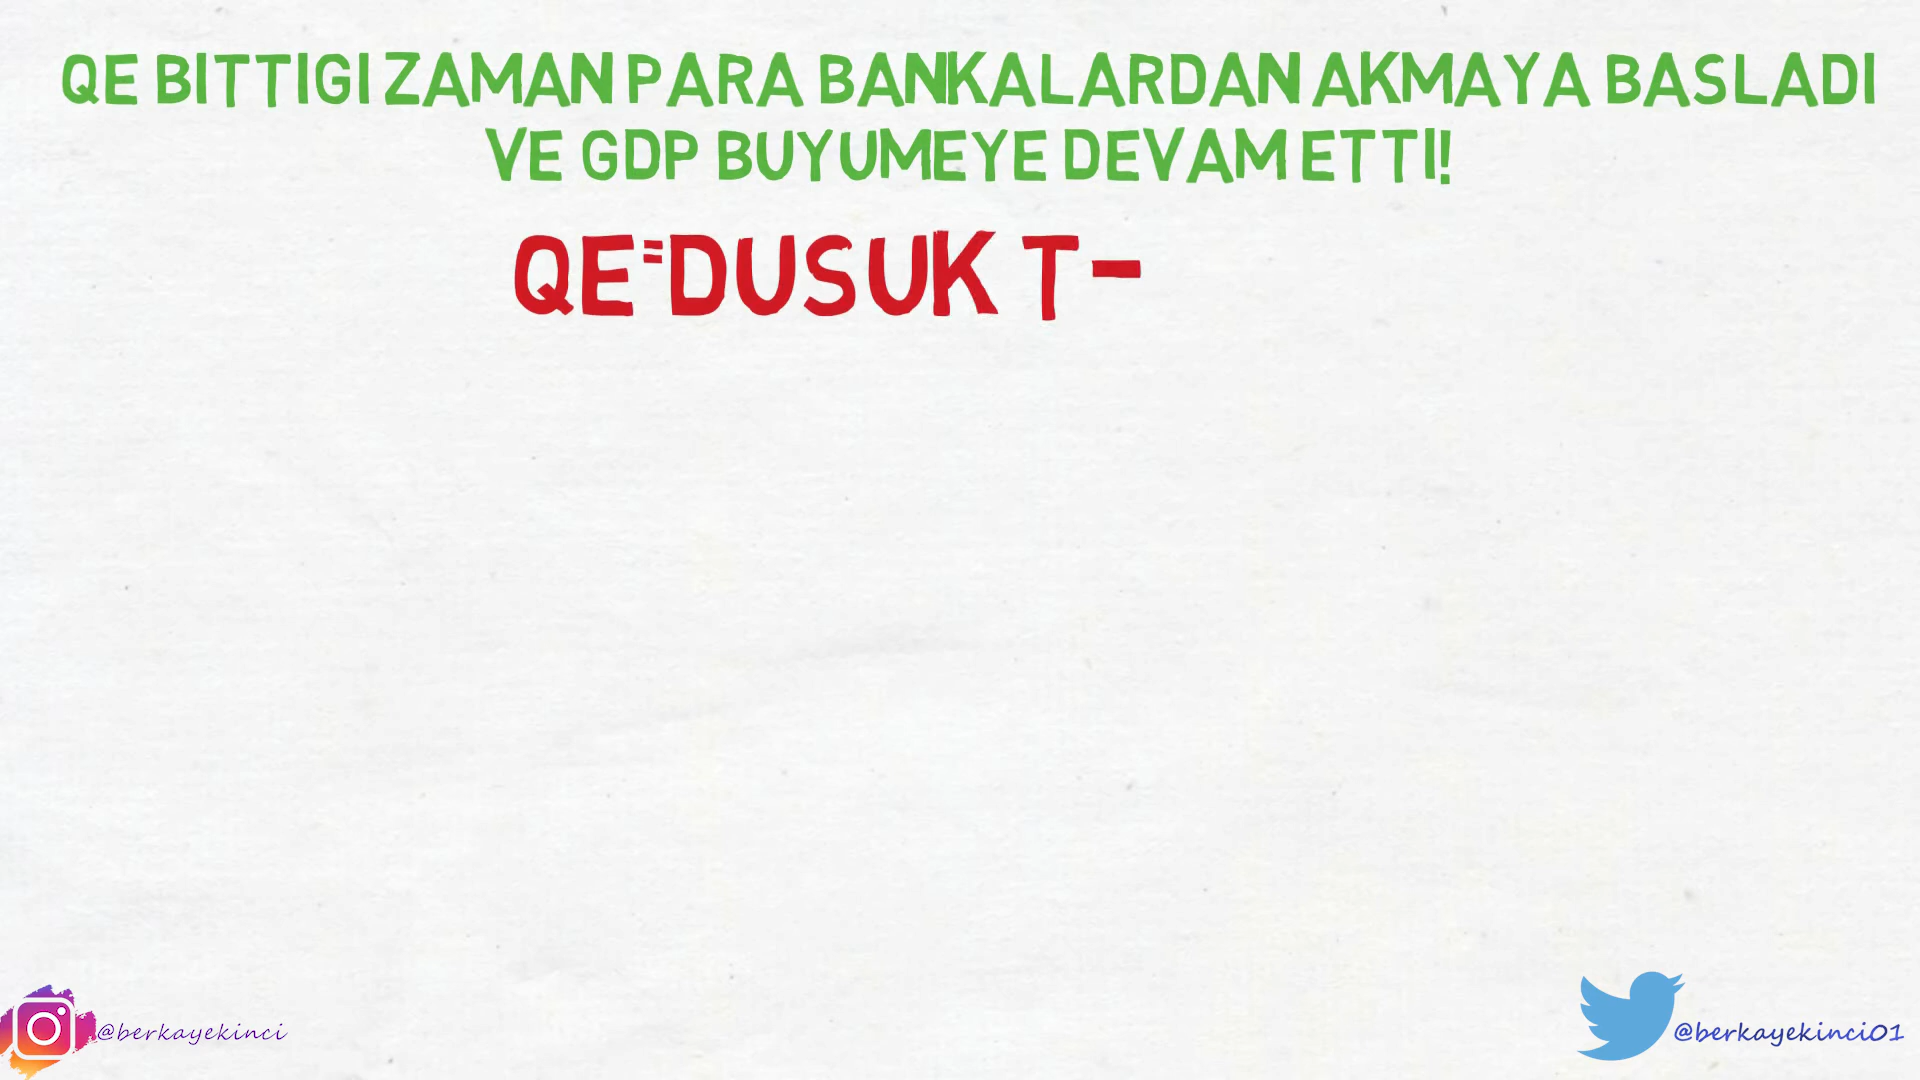 QE BITTIGI ZAMAN PARA BANKALARDAN AKMAYA BASLADI
VE GDP BUYUMEYE DEVAM ETTI!
QE=DUSUK T-
@berkayekinci
@berkayekinci01